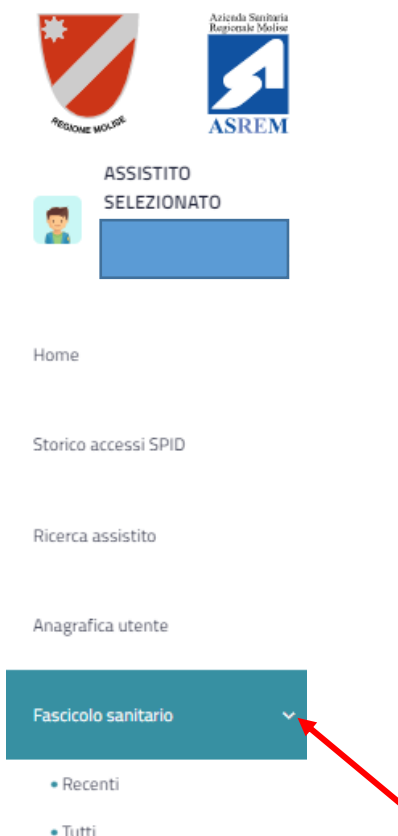 Azienda Sanitaria
Regionale Molise
REGIONE MOLISE
ASREM
ASSISTITO
SELEZIONATO
Home
Storico accessi SPID
Ricerca assistito
Anagrafica utente
Fascicolo sanitario
• Recenti
• Tutti